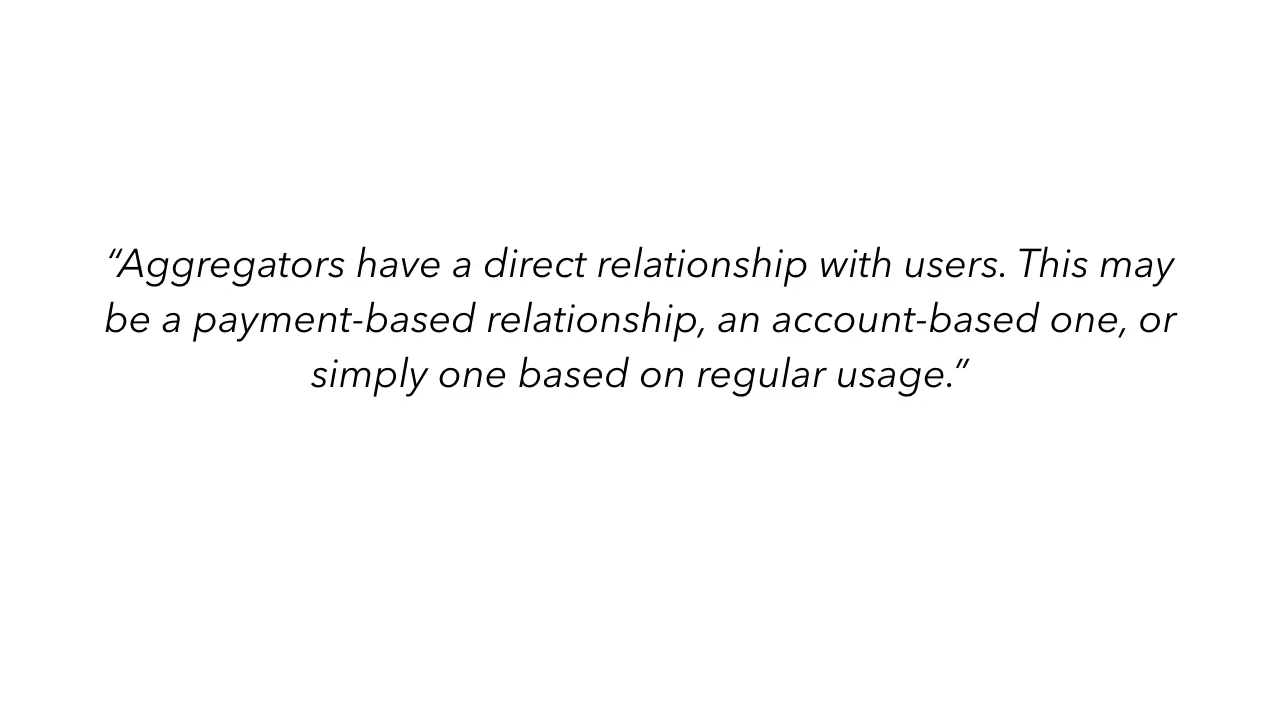 “Aggregators have a direct relationship with users. This may
be a payment-based relationship, an account-based one, or
simply one based on regular usage.”